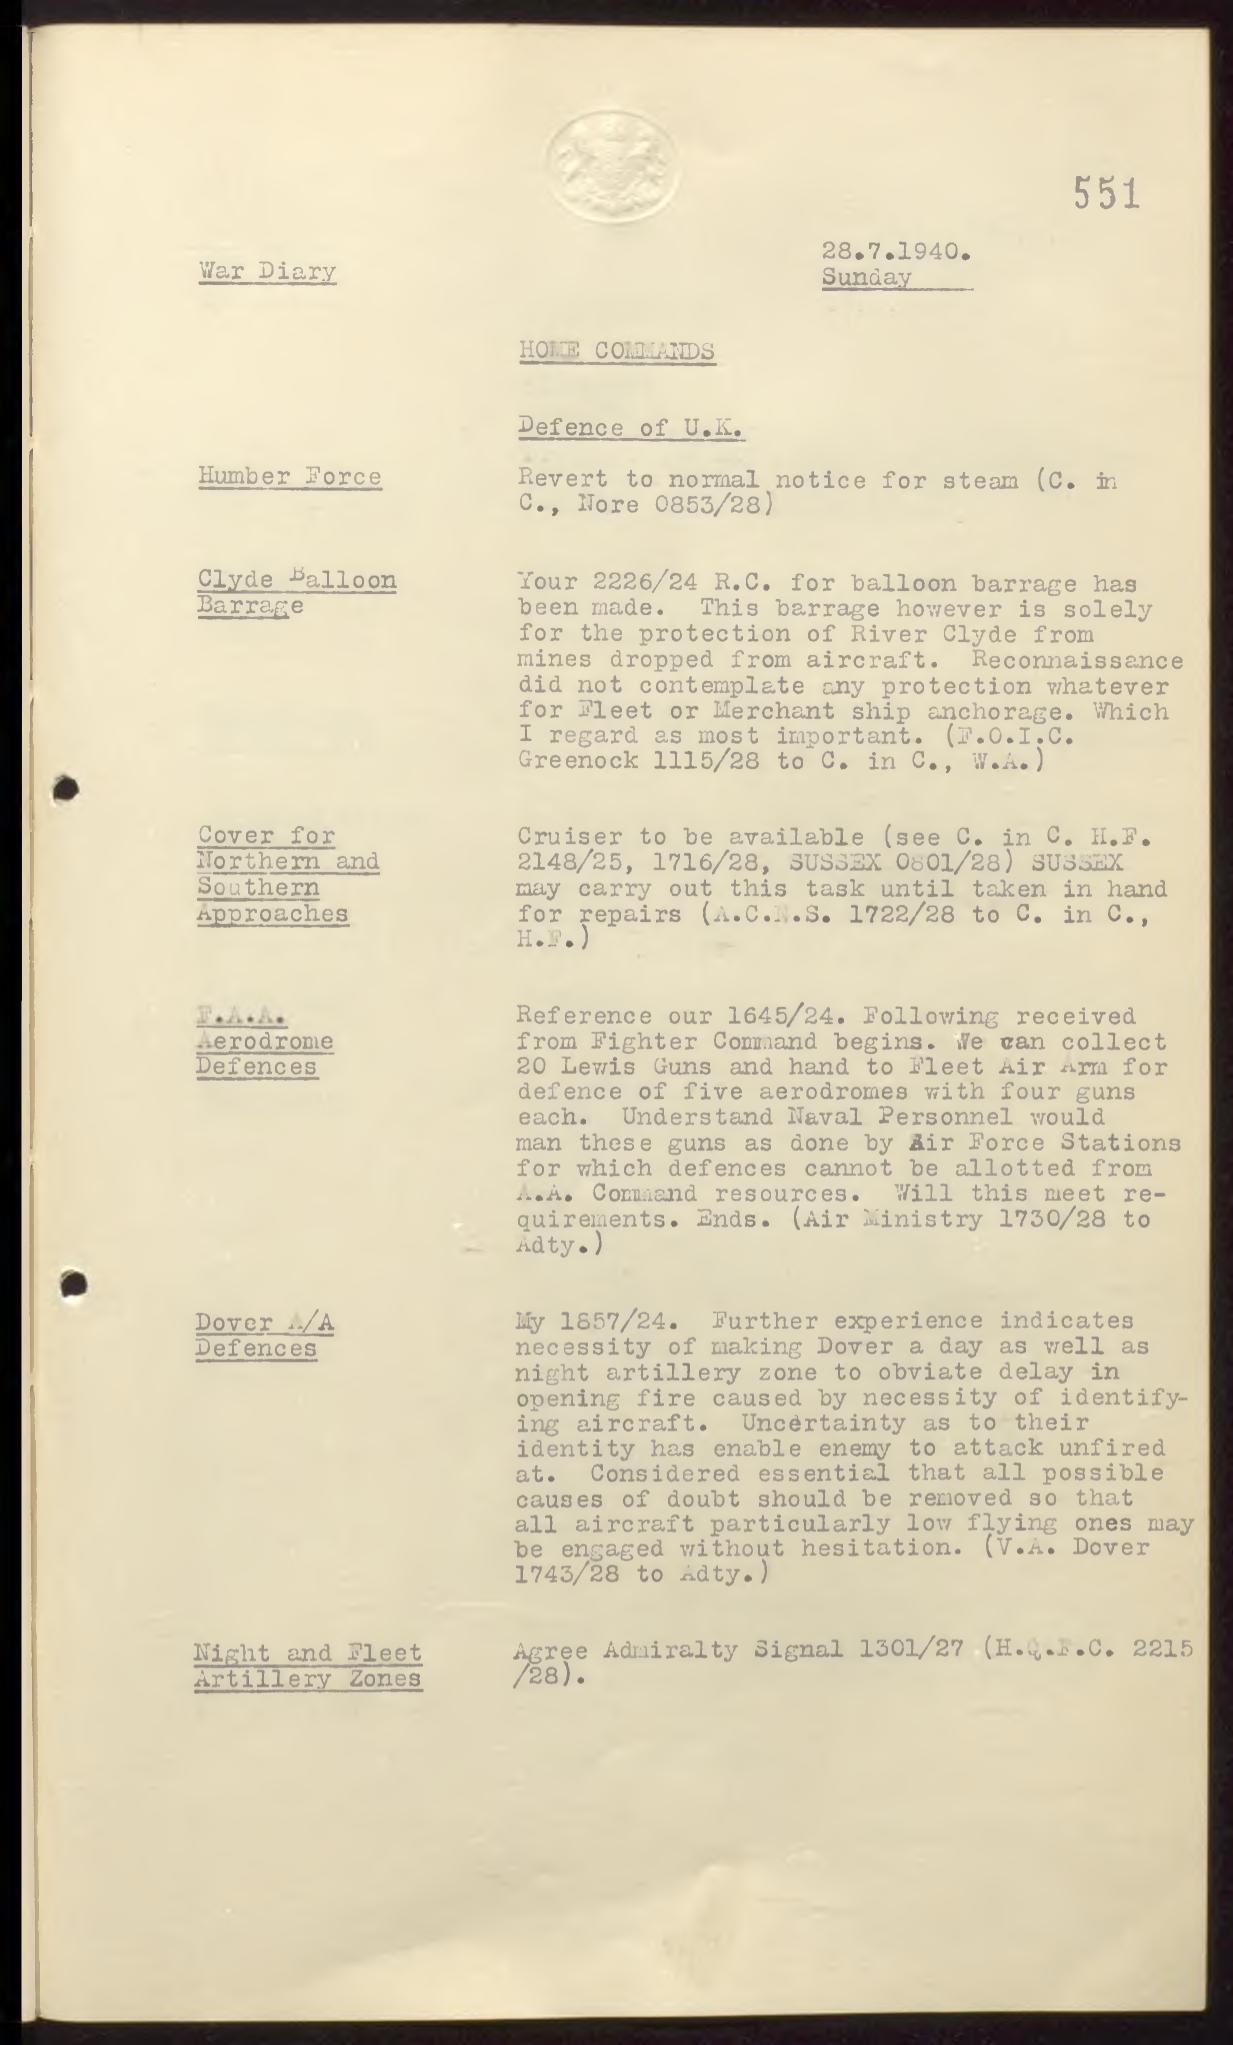 551
28.7.1940.
War Diary
Sunday
HOME COMMANDS
Defence of U.K.
Humber Force
Revert to normal notice for steam (C. in
C., Nore 0853/28)
Clyde Balloon
Barrage
Your 2226/24 R.C. for balloon barrage has
been made. This barrage however is solely
for the protection of River Clyde from
mines dropped from aircraft. Reconnaissance
did not contemplate any protection whatever
for Fleet or Merchant ship anchorage. Which
I regard as most important. (F.O.I.C.
Greenock 1115/28 to C. in C., W.A.)
Cover for
Northern and
Southern
Approaches
Cruiser to be available (see C. in C. H.F.
2148/25, 1716/28, SUSSEX 0801/28) SUSSEX
may carry out this task until taken in hand
for repairs (A.C.N.S. 1722/28 to C. in C.,
H.F.)
F.A.A.
Aerodrome
Defences
Reference our 1645/24. Following received
from Fighter Command begins. We can collect
20 Lewis Guns and hand to Fleet Air Arm for
defence of five aerodromes with four guns
each. Understand Naval Personnel would
man these guns as done by Air Force Stations
for which defences cannot be allotted from
A.A. Command resources. Will this meet re-
quirements. Ends. (Air Ministry 1730/28 to
Adty.)
Dover A/A
Defences
My 1857/24. Further experience indicates
necessity of making Dover a day as well as
night artillery zone to obviate delay in
opening fire caused by necessity of identify-
ing aircraft. Uncertainty as to their
identity has enable enemy to attack unfired
at. Considered essential that all possible
causes of doubt should be removed so that
all aircraft particularly low flying ones may
be engaged without hesitation. (V.A. Dover
1743/28 to Adty.)
Night and Fleet
Artillery Zones
Agree Admiralty Signal 1301/27 (H.Q.F.C. 2215
/28).